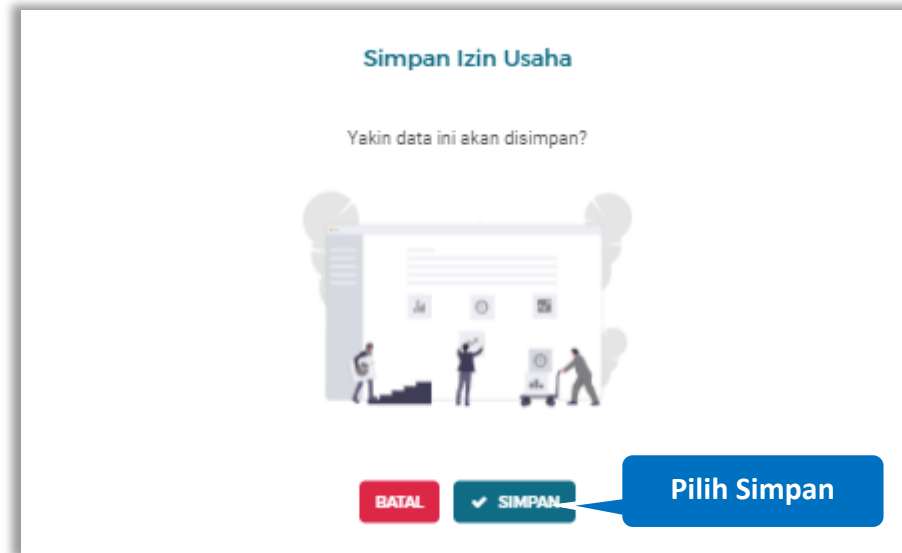 Simpan Izin Usaha
Yakin data ini akan disimpan?
BATAL
SIMPAN
Pilih Simpan